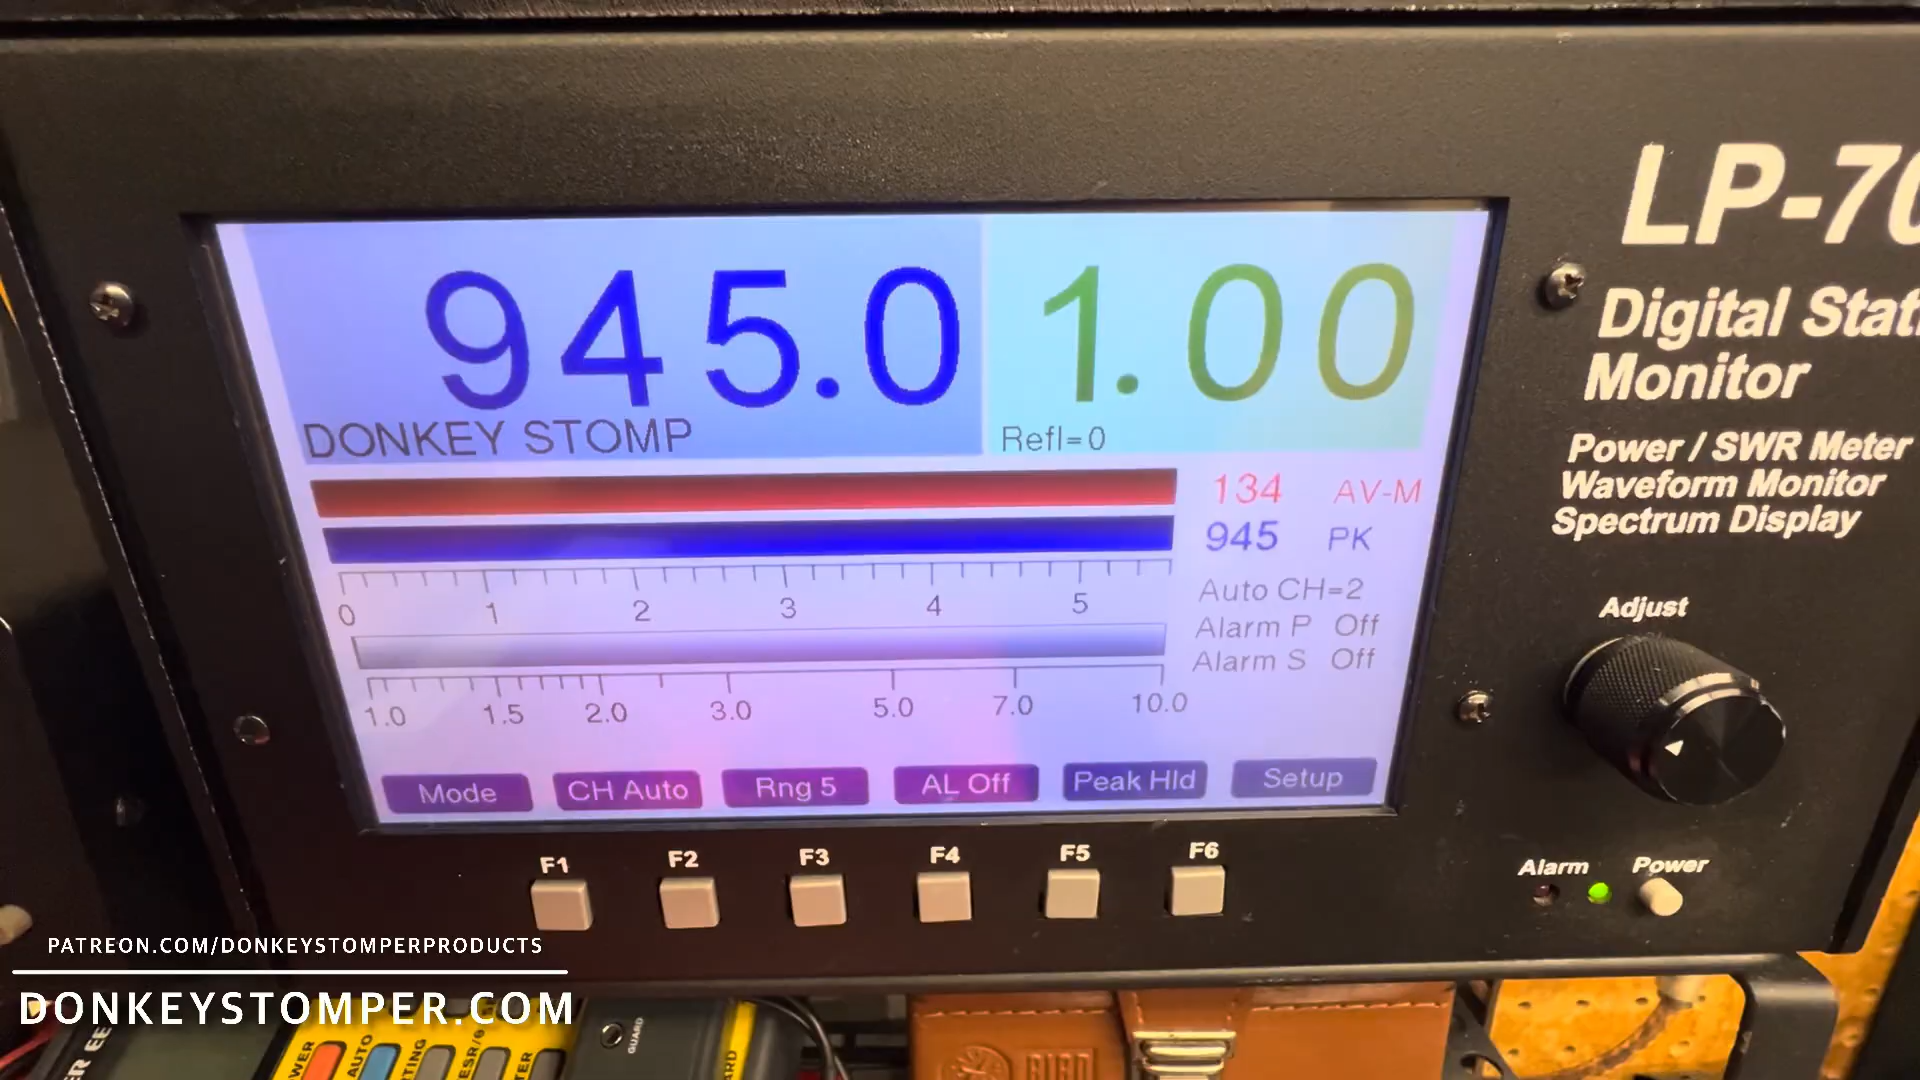 LP-70
Digital Stat
Monitor
Power / SWR Meter
Waveform Monitor
Spectrum Display
945.0
1.00
DONKEY STOMP
Refl=0
134 AV-M
945 PK
0 1 2 3 4 5
Auto CH=2
Alarm P Off
Alarm S Off
1.0 1.5 2.0 3.0 5.0 7.0 10.0
Mode CH Auto Rng 5 AL Off Peak Hld Setup
F1 F2 F3 F4 F5 F6
Adjust
Alarm Power
PATREON.COM/DONKEYSTOMPERPRODUCTS
DONKEYSTOMPER.COM
AUTO
GUARD
BIRD